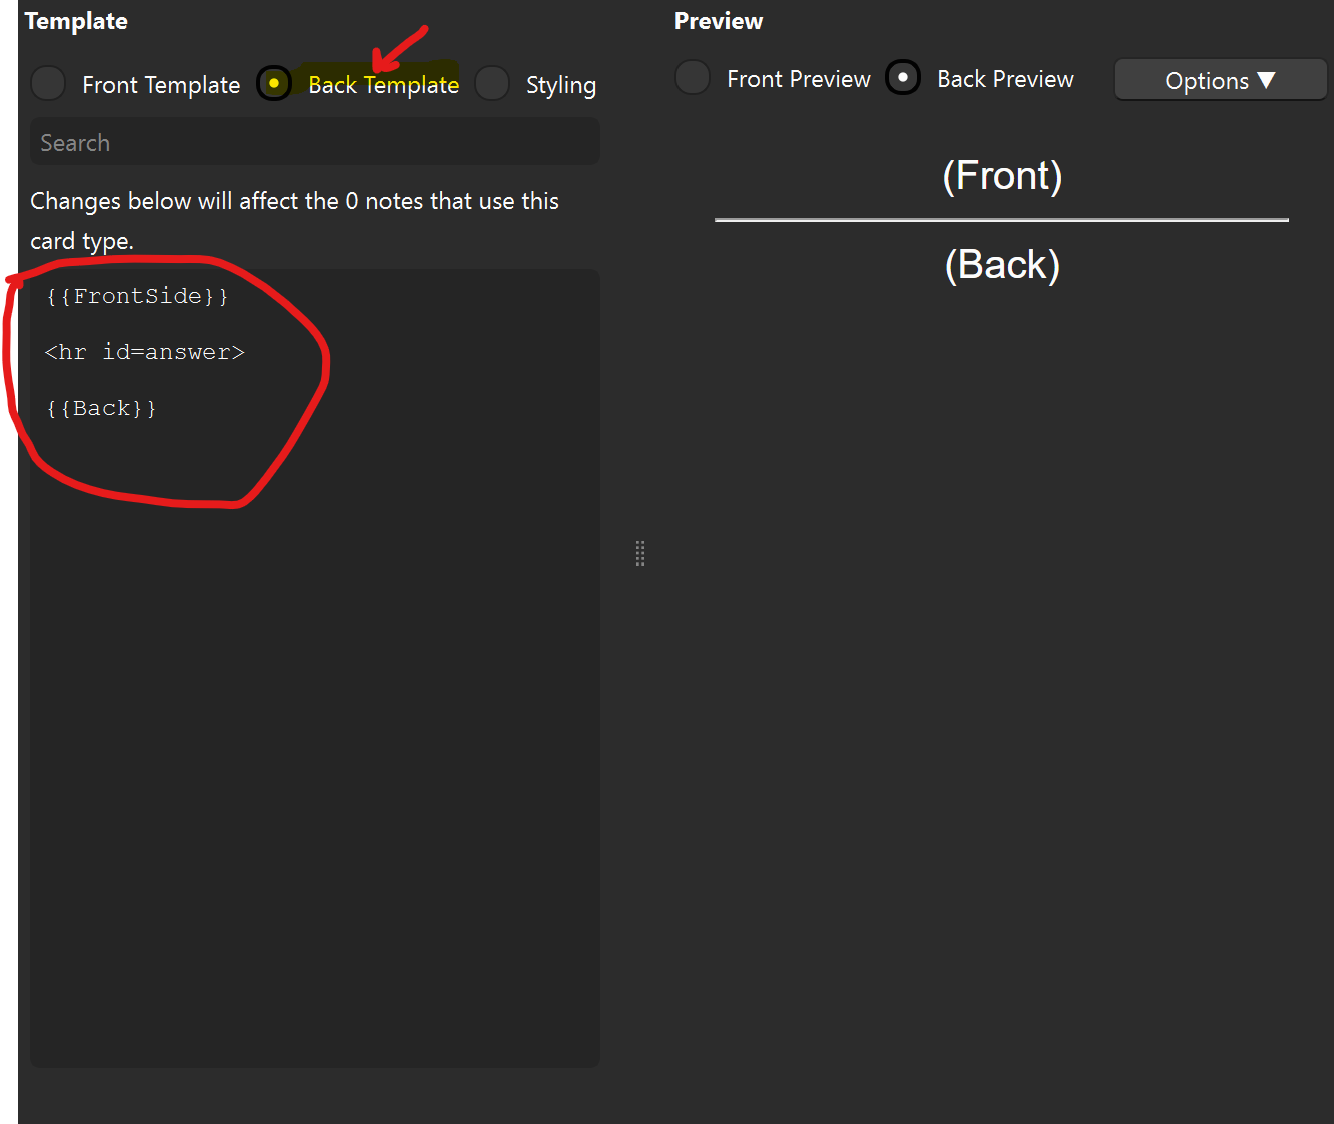 Template
Front Template Back Template Styling
Search
Changes below will affect the 0 notes that use this
card type.
{{FrontSide}}
<hr id=answer>
{{Back}}
Preview
Front Preview Back Preview Options ▼
(Front)
(Back)